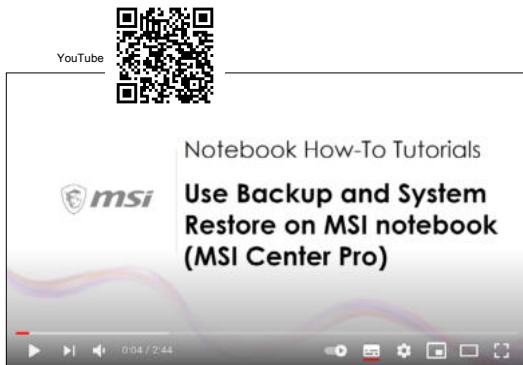 YouTube
Notebook How-To Tutorials
msi
Use Backup and System
Restore on MSI notebook
(MSI Center Pro)
0:04 / 2:44